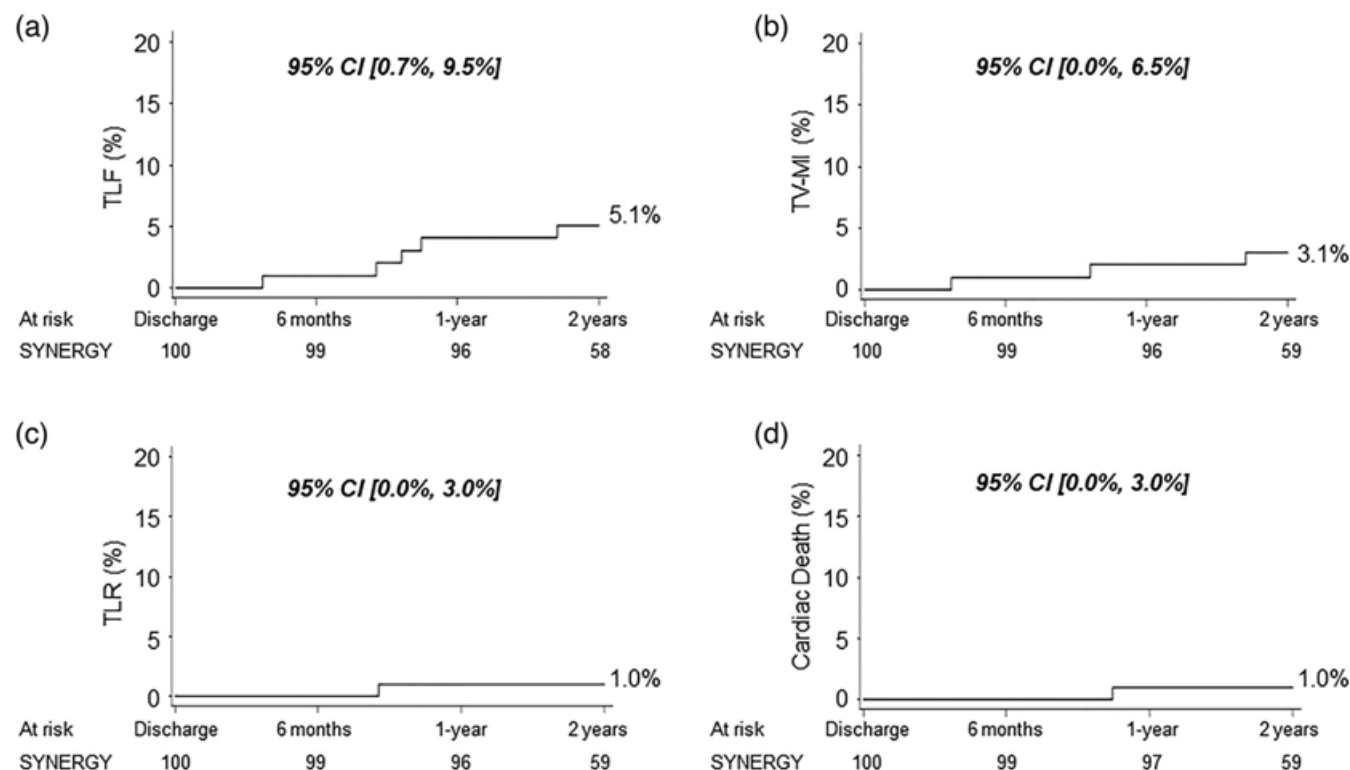 (a)
TLF (%)
20
15
10
5
0
95% CI [0.7%, 9.5%]
5.1%
At risk Discharge 6 months 1-year 2 years
SYNERGY 100 99 96 58
(b)
TV-MI (%)
20
15
10
5
0
95% CI [0.0%, 6.5%]
3.1%
At risk Discharge 6 months 1-year 2 years
SYNERGY 100 99 96 59
(c)
TLR (%)
20
15
10
5
0
95% CI [0.0%, 3.0%]
1.0%
At risk Discharge 6 months 1-year 2 years
SYNERGY 100 99 96 59
(d)
Cardiac Death (%)
20
15
10
5
0
95% CI [0.0%, 3.0%]
1.0%
At risk Discharge 6 months 1-year 2 years
SYNERGY 100 99 97 59